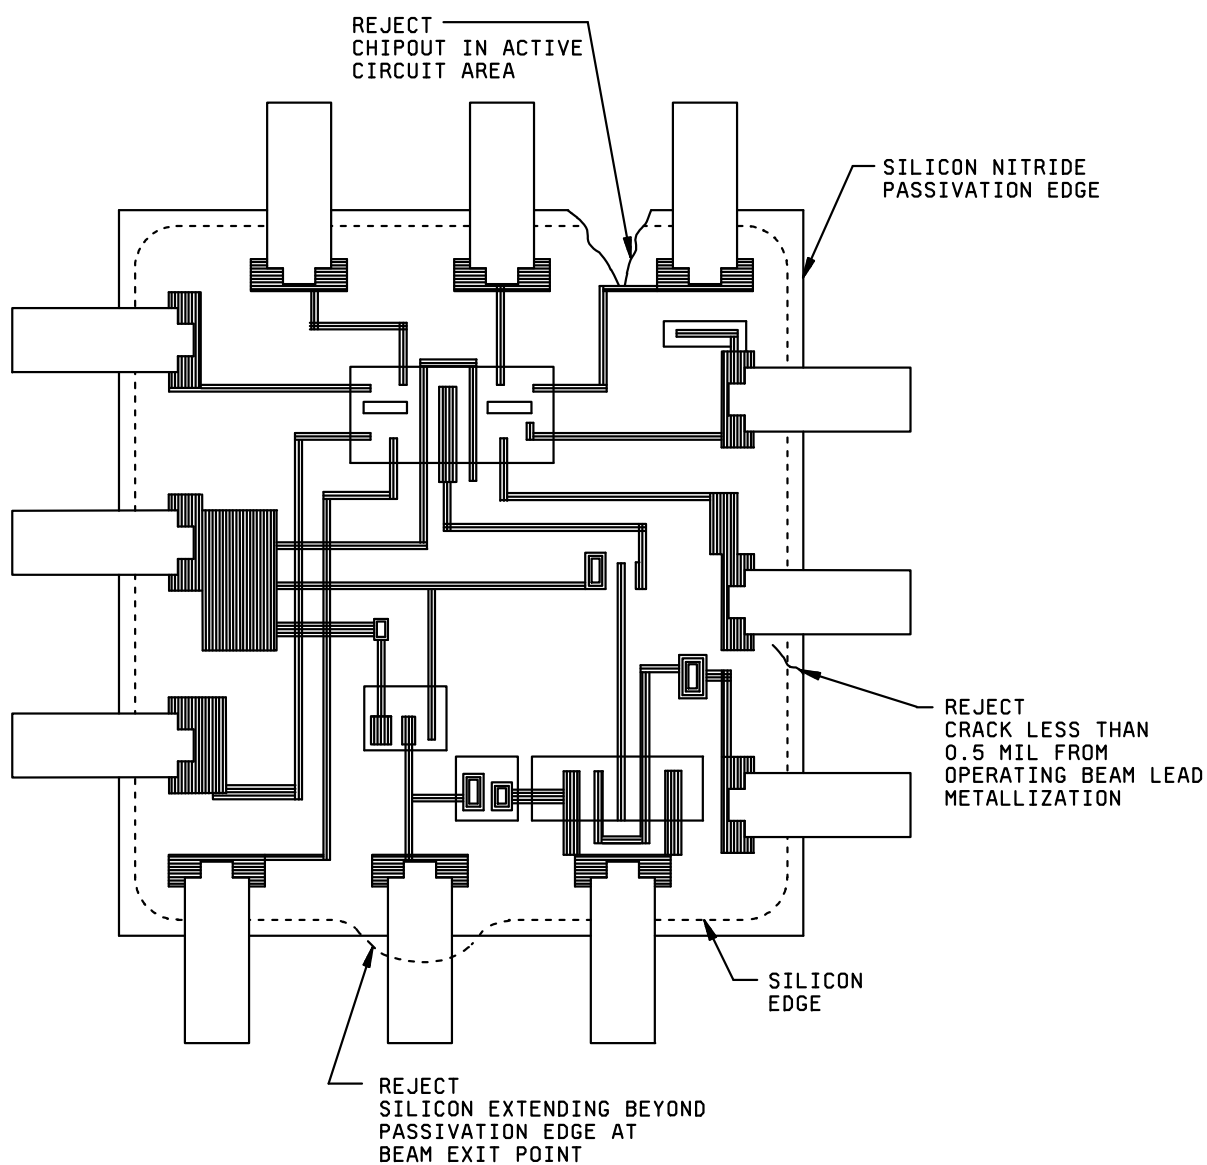 REJECT
CHIPOUT IN ACTIVE
CIRCUIT AREA
SILICON NITRIDE
PASSIVATION EDGE
REJECT
CRACK LESS THAN
0.5 MIL FROM
OPERATING BEAM LEAD
METALLIZATION
SILICON
EDGE
REJECT
SILICON EXTENDING BEYOND
PASSIVATION EDGE AT
BEAM EXIT POINT